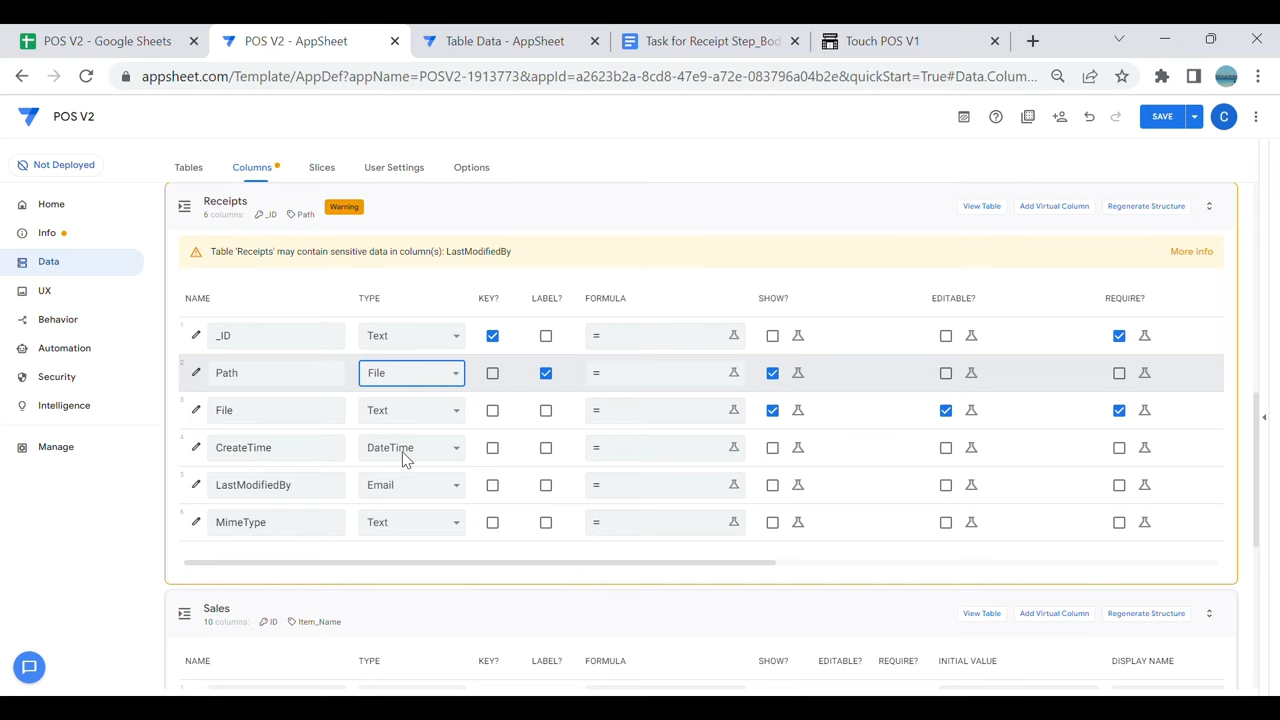 POS V2 - Google Sheets
POS V2 - AppSheet
Table Data - AppSheet
Task for Receipt Step_Bod
Touch POS V1
appsheet.com/Template/AppDef?appName=POSV2-1913773&appId=a2623b2a-8cd8-47e9-a72e-083796a04b2e&quickStart=True#Data.Colum...
POS V2
SAVE
C
Not Deployed
Tables Columns Slices User Settings Options
Home
Info
Data
UX
Behavior
Automation
Security
Intelligence
Manage
Receipts
6 columns: _ID Path
Warning
View Table Add Virtual Column Regenerate Structure
Table 'Receipts' may contain sensitive data in column(s): LastModifiedBy
More info
NAME TYPE KEY? LABEL? FORMULA SHOW? EDITABLE? REQUIRE?
1 _ID Text =
2 Path File =
3 File Text =
4 CreateTime DateTime =
5 LastModifiedBy Email =
6 MimeType Text =
Sales
10 columns: ID Item_Name
View Table Add Virtual Column Regenerate Structure
NAME TYPE KEY? LABEL? FORMULA SHOW? EDITABLE? REQUIRE? INITIAL VALUE DISPLAY NAME